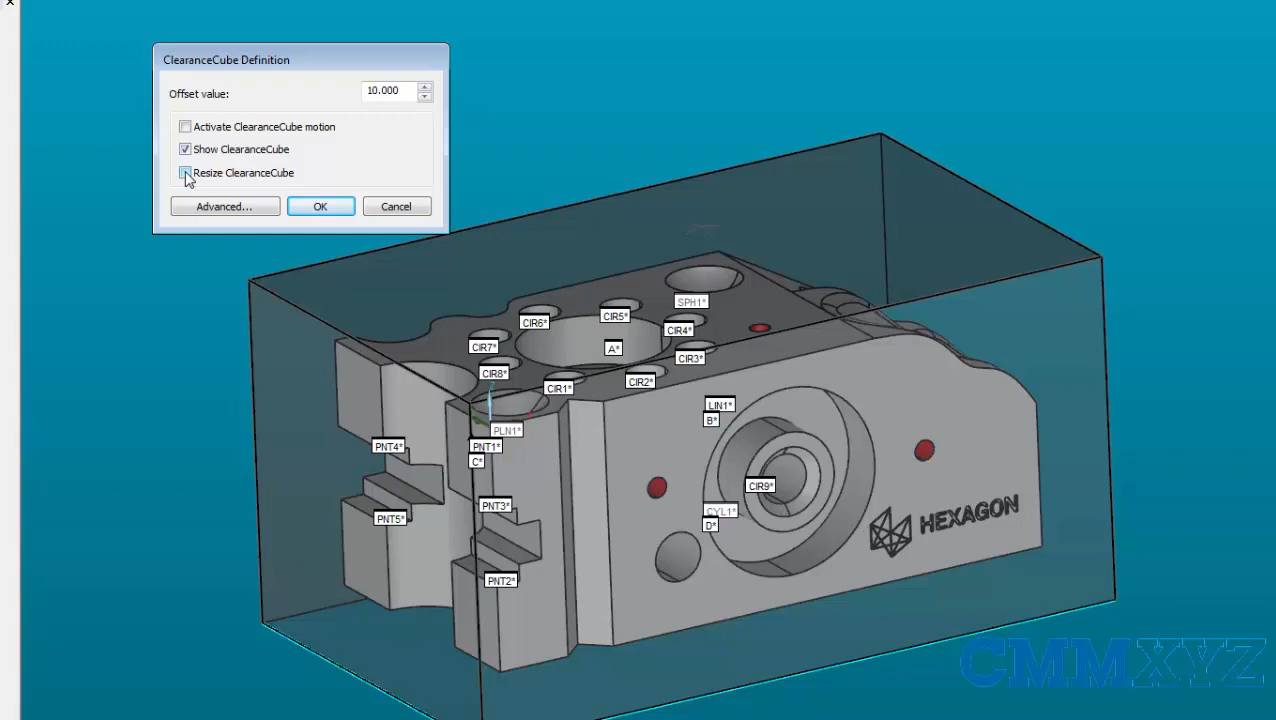 x
ClearanceCube Definition
Offset value:
10.000
Activate ClearanceCube motion
Show ClearanceCube
Resize ClearanceCube
Advanced...
OK
Cancel
SPH1*
CIR5*
CIR6*
CIR4*
CIR7*
A*
CIR3*
CIR8*
CIR2*
CIR1*
LIN1*
B*
PLN1*
PNT4*
PNT1*
C*
CIR9*
PNT3*
CYL1*
PNT5*
D*
HEXAGON
PNT2*
CMMXYZ